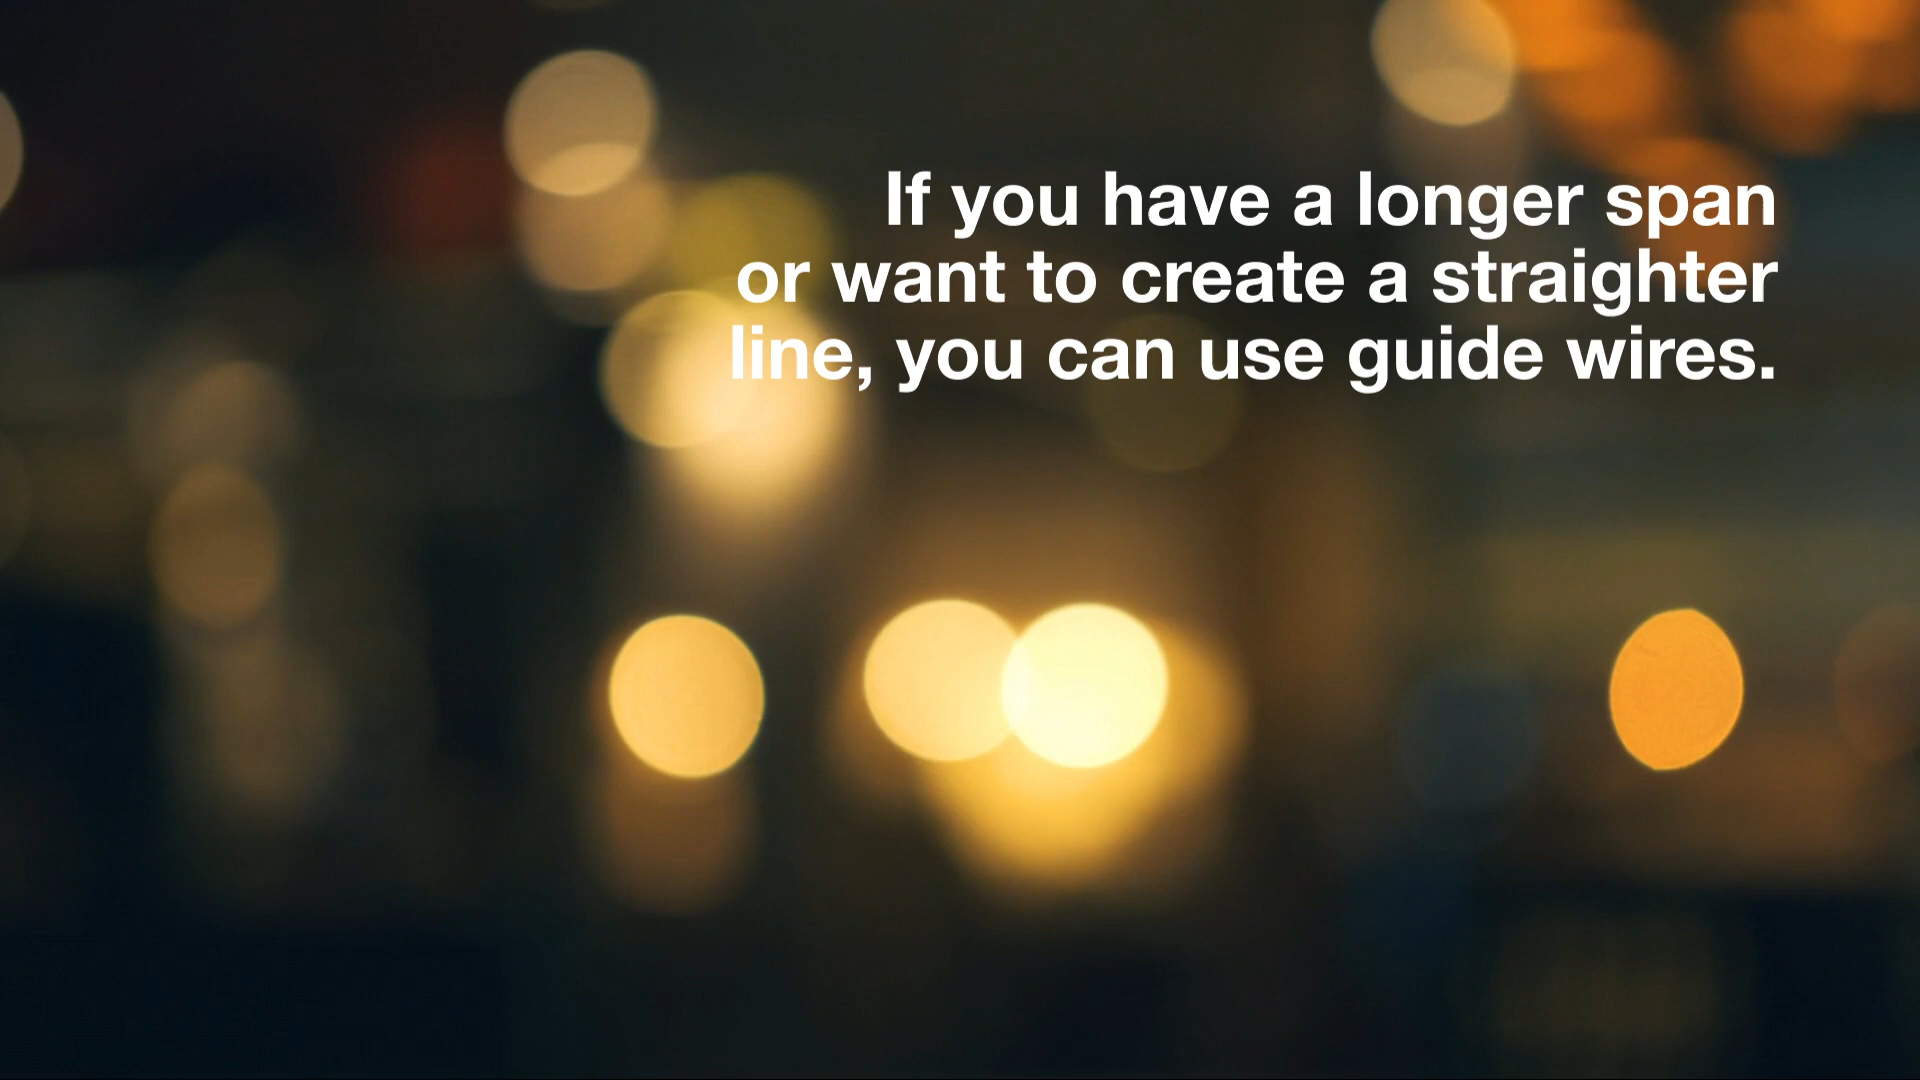 If you have a longer span
or want to create a straighter
line, you can use guide wires.